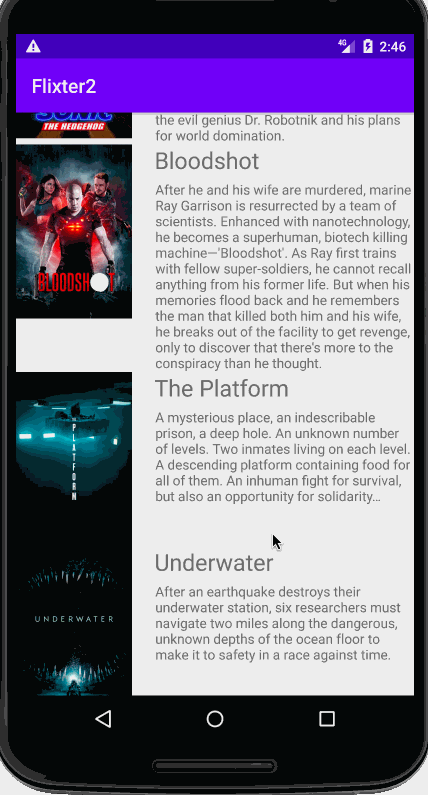 4G 2:46
Flixter2
the evil genius Dr. Robotnik and his plans
for world domination.
SONIC
THE HEDGEHOG
Bloodshot
After he and his wife are murdered, marine
Ray Garrison is resurrected by a team of
scientists. Enhanced with nanotechnology,
he becomes a superhuman, biotech killing
machine—'Bloodshot'. As Ray first trains
with fellow super-soldiers, he cannot recall
anything from his former life. But when his
memories flood back and he remembers
the man that killed both him and his wife,
he breaks out of the facility to get revenge,
only to discover that there's more to the
conspiracy than he thought.
BLOODSHOT
The Platform
A mysterious place, an indescribable
prison, a deep hole. An unknown number
of levels. Two inmates living on each level.
A descending platform containing food for
all of them. An inhuman fight for survival,
but also an opportunity for solidarity…
PLATFORM
Underwater
After an earthquake destroys their
underwater station, six researchers must
navigate two miles along the dangerous,
unknown depths of the ocean floor to
make it to safety in a race against time.
UNDERWATER